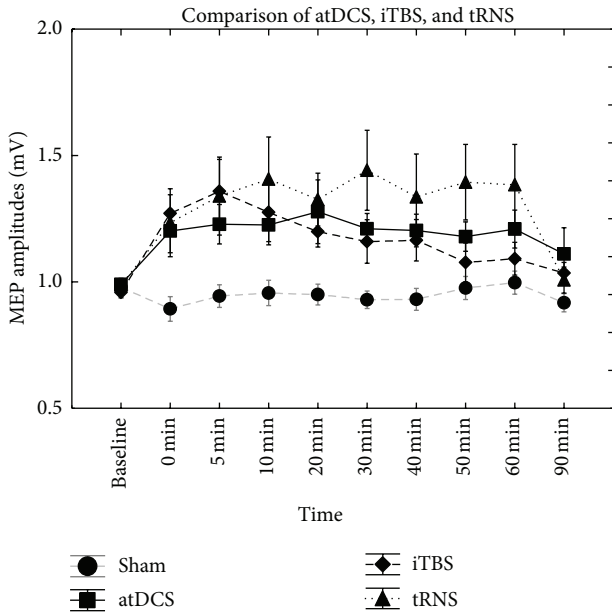 Comparison of atDCS, iTBS, and tRNS
2.0
1.5
1.0
0.5
MEP amplitudes (mV)
Baseline
0 min
5 min
10 min
20 min
30 min
40 min
50 min
60 min
90 min
Time
Sham
atDCS
iTBS
tRNS